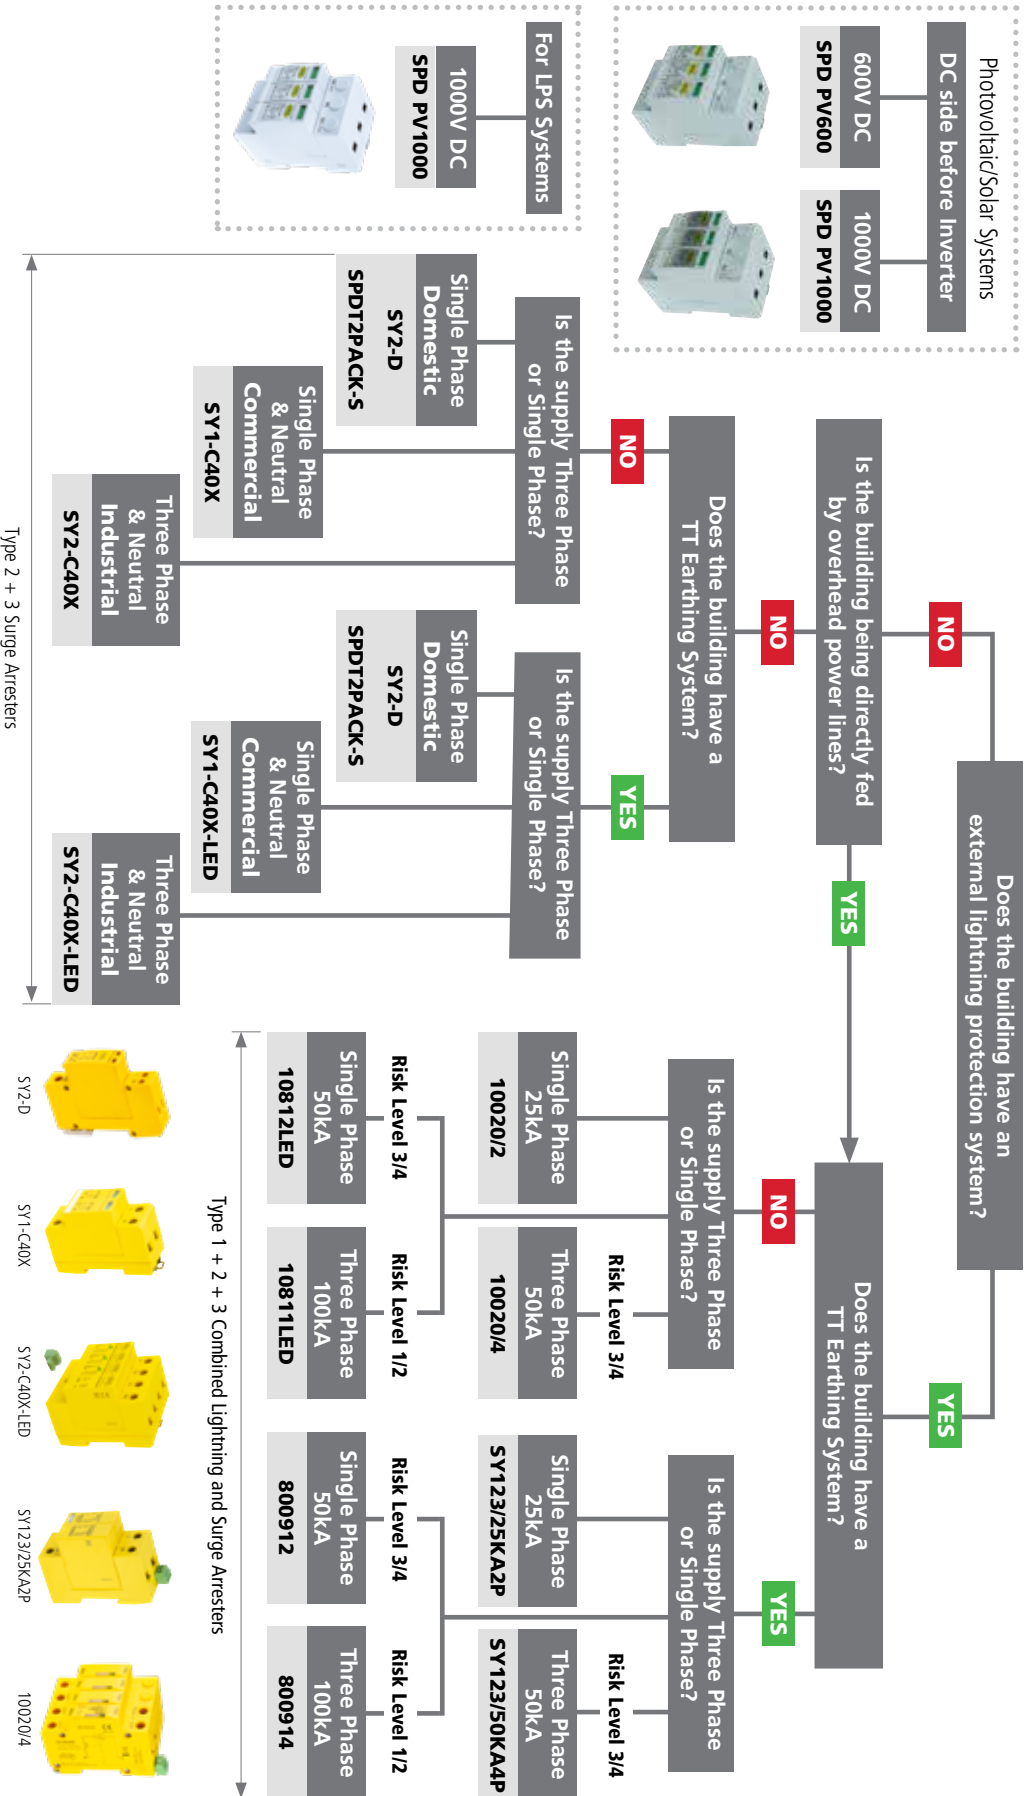 Photovoltaic/Solar Systems
DC side before Inverter
600V DC
SPD PV600
1000V DC
SPD PV1000
For LPS Systems
1000V DC
SPD PV1000
Does the building have an
external lightning protection system?
NO
YES
Is the building being directly fed
by overhead power lines?
NO
YES
Does the building have a
TT Earthing System?
NO
YES
Is the supply Three Phase
or Single Phase?
Single Phase
Domestic
SY2-D
SPDT2PACK-S
Single Phase
& Neutral
Commercial
SY1-C40X
Three Phase
& Neutral
Industrial
SY2-C40X
Is the supply Three Phase
or Single Phase?
Single Phase
Domestic
SY2-D
SPDT2PACK-S
Single Phase
& Neutral
Commercial
SY1-C40X-LED
Three Phase
& Neutral
Industrial
SY2-C40X-LED
Type 2 + 3 Surge Arresters
Does the building have a
TT Earthing System?
NO
YES
Is the supply Three Phase
or Single Phase?
Single Phase
25kA
10020/2
Risk Level 3/4
Three Phase
50kA
10020/4
Risk Level 3/4
Single Phase
50kA
10812LED
Risk Level 1/2
Three Phase
100kA
10811LED
Is the supply Three Phase
or Single Phase?
Single Phase
25kA
SY123/25KA2P
Risk Level 3/4
Three Phase
50kA
SY123/50KA4P
Risk Level 3/4
Single Phase
50kA
800912
Risk Level 1/2
Three Phase
100kA
800914
Type 1 + 2 + 3 Combined Lightning and Surge Arresters
SY2-D
SY1-C40X
SY2-C40X-LED
SY123/25KA2P
10020/4